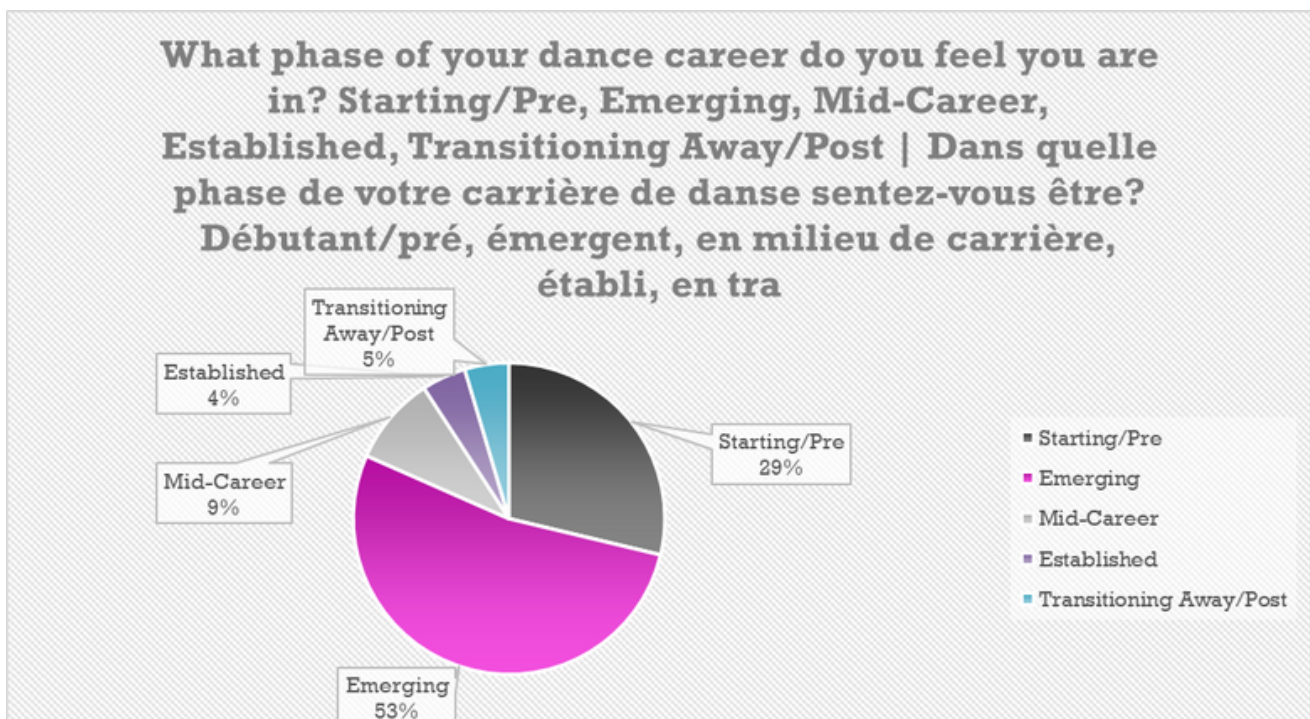 What phase of your dance career do you feel you are
in? Starting/Pre, Emerging, Mid-Career,
Established, Transitioning Away/Post | Dans quelle
phase de votre carrière de danse sentez-vous être?
Débutant/pré, émergent, en milieu de carrière,
établi, en tra
Transitioning
Away/Post
5%
Established
4%
Mid-Career
9%
Starting/Pre
29%
Emerging
53%
Starting/Pre
Emerging
Mid-Career
Established
Transitioning Away/Post